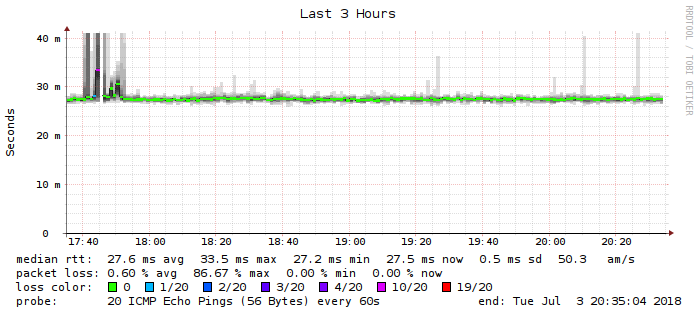 Last 3 Hours
RRDTOOL / TOBI OETIKER
Seconds
40 m
30 m
20 m
10 m
0
17:40 18:00 18:20 18:40 19:00 19:20 19:40 20:00 20:20
median rtt: 27.6 ms avg 33.5 ms max 27.2 ms min 27.5 ms now 0.5 ms sd 50.3 am/s
packet loss: 0.60 % avg 86.67 % max 0.00 % min 0.00 % now
loss color: 0 1/20 2/20 3/20 4/20 10/20 19/20
probe: 20 ICMP Echo Pings (56 Bytes) every 60s end: Tue Jul 3 20:35:04 2018